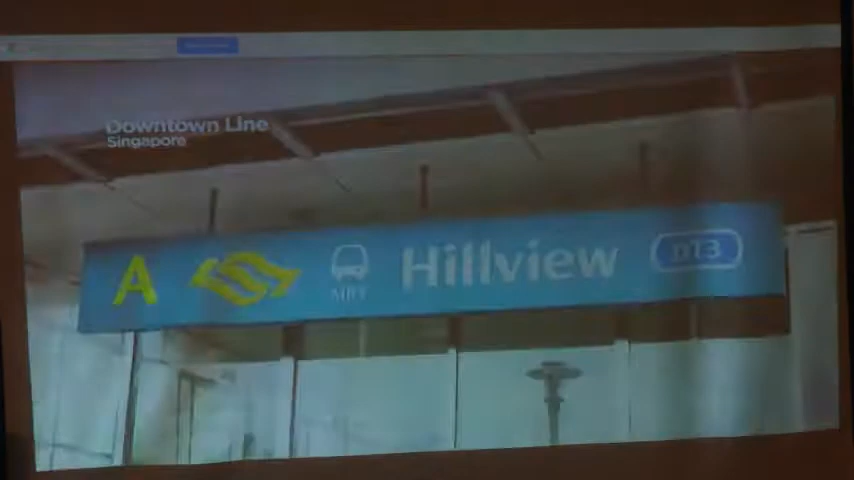 Downtown Line
Singapore
A
MRT
Hillview
DT3